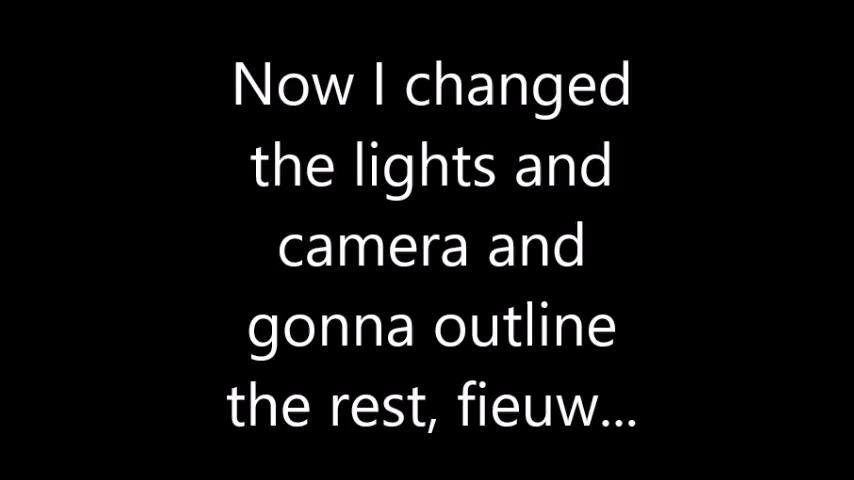 Now I changed
the lights and
camera and
gonna outline
the rest, fieuw...